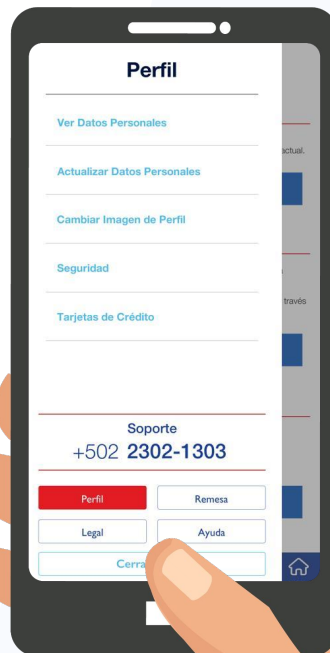 Perfil
Ver Datos Personales
actual.
Actualizar Datos Personales
Cambiar Imagen de Perfil
Seguridad
través
Tarjetas de Crédito
Soporte
+502 2302-1303
Perfil
Remesa
Legal
Ayuda